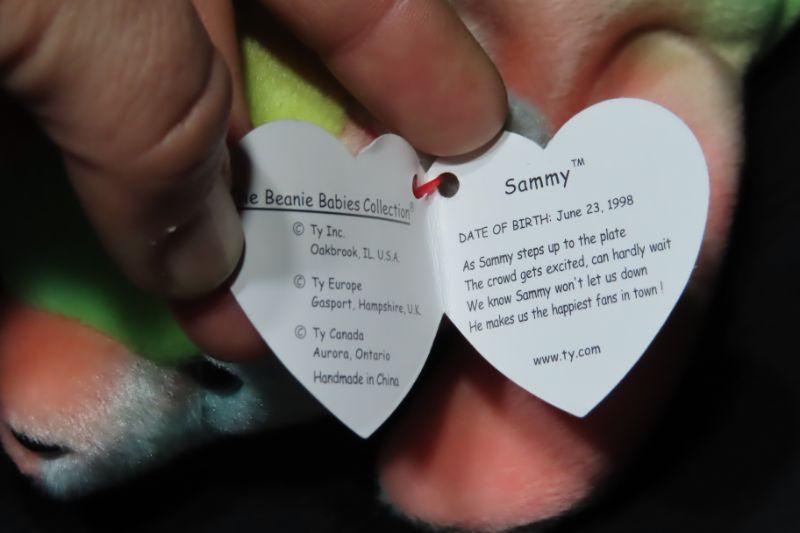 Beanie Babies Collection®
© Ty Inc.
Oakbrook, IL. U.S.A.
© Ty Europe
Gasport, Hampshire, U.K.
© Ty Canada
Aurora, Ontario
Handmade in China
Sammy™
DATE OF BIRTH: June 23, 1998
As Sammy steps up to the plate
The crowd gets excited, can hardly wait
We know Sammy won't let us down
He makes us the happiest fans in town!
www.ty.com